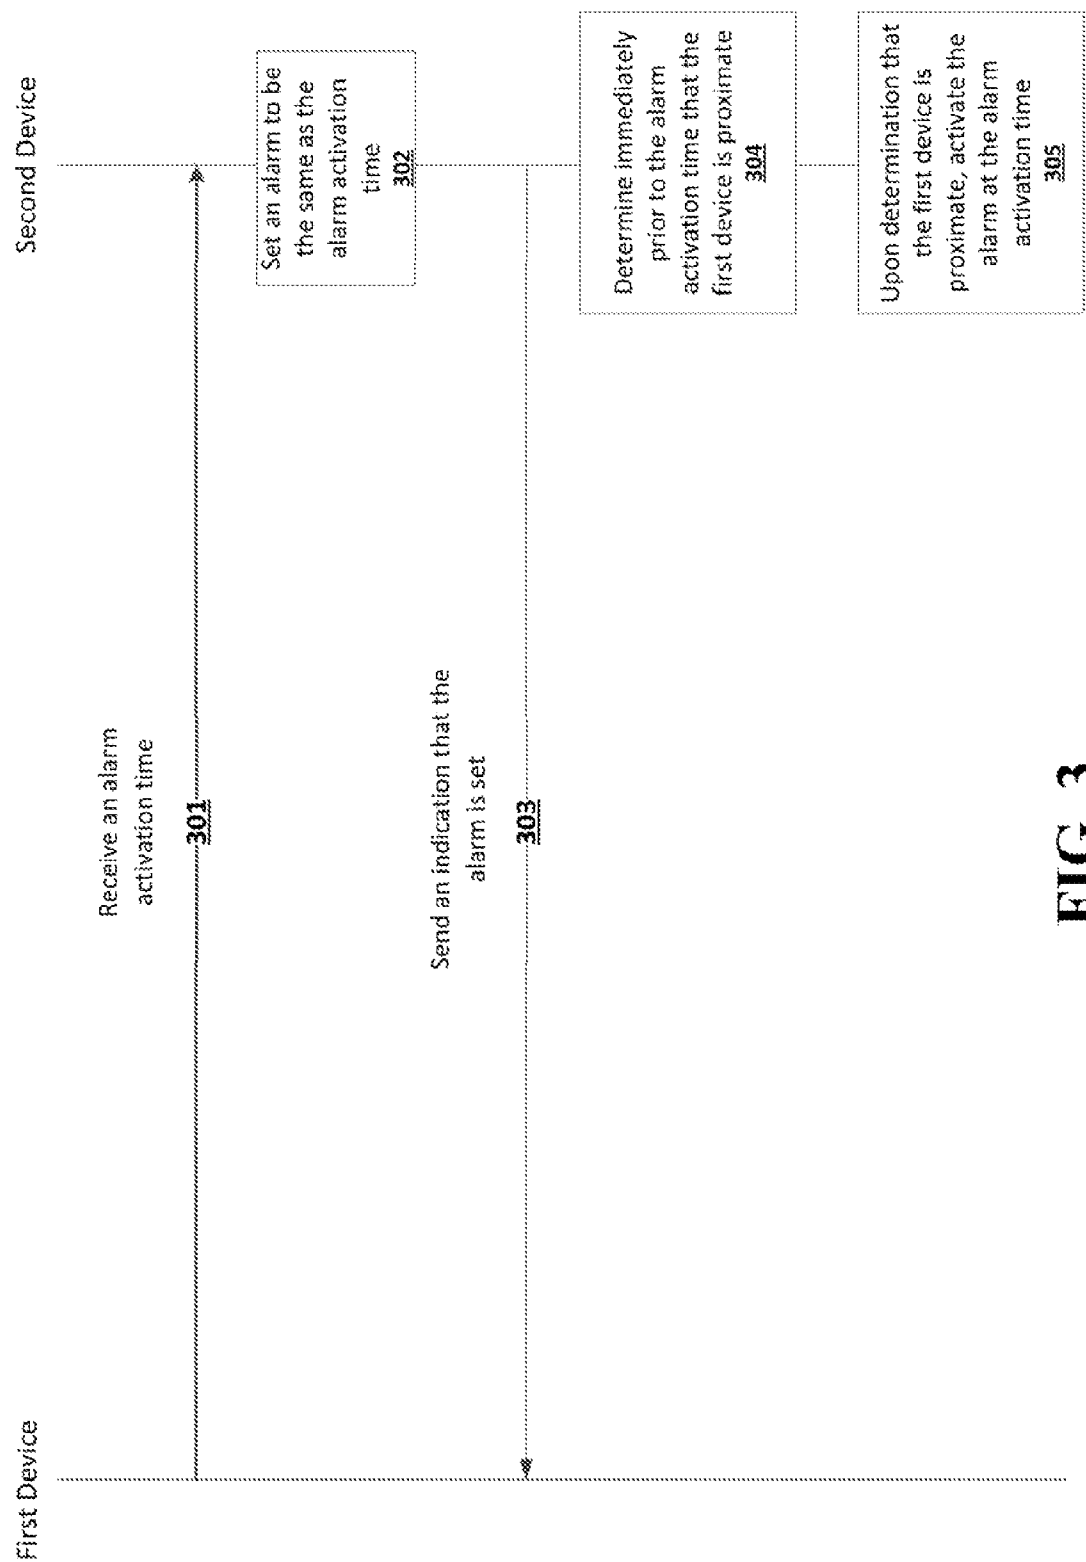 First Device
Second Device
Receive an alarm
activation time
301
Set an alarm to be
the same as the
alarm activation
time
302
Send an indication that the
alarm is set
303
Determine immediately
prior to the alarm
activation time that the
first device is proximate
304
Upon determination that
the first device is
proximate, activate the
alarm at the alarm
activation time
305
FIG. 3